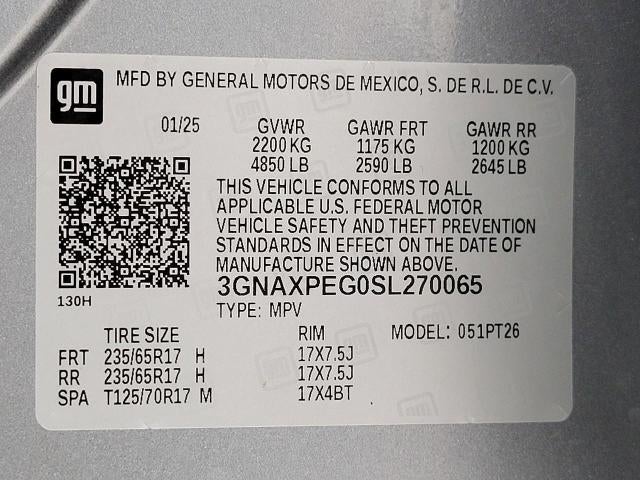 gm
MFD BY GENERAL MOTORS DE MEXICO, S. DE R.L. DE C.V.
01/25 GVWR GAWR FRT GAWR RR
2200 KG 1175 KG 1200 KG
4850 LB 2590 LB 2645 LB
THIS VEHICLE CONFORMS TO ALL
APPLICABLE U.S. FEDERAL MOTOR
VEHICLE SAFETY AND THEFT PREVENTION
STANDARDS IN EFFECT ON THE DATE OF
MANUFACTURE SHOWN ABOVE.
3GNAXPEG0SL270065
130H
TYPE: MPV
TIRE SIZE RIM MODEL: 051PT26
FRT 235/65R17 H 17X7.5J
RR 235/65R17 H 17X7.5J
SPA T125/70R17 M 17X4BT